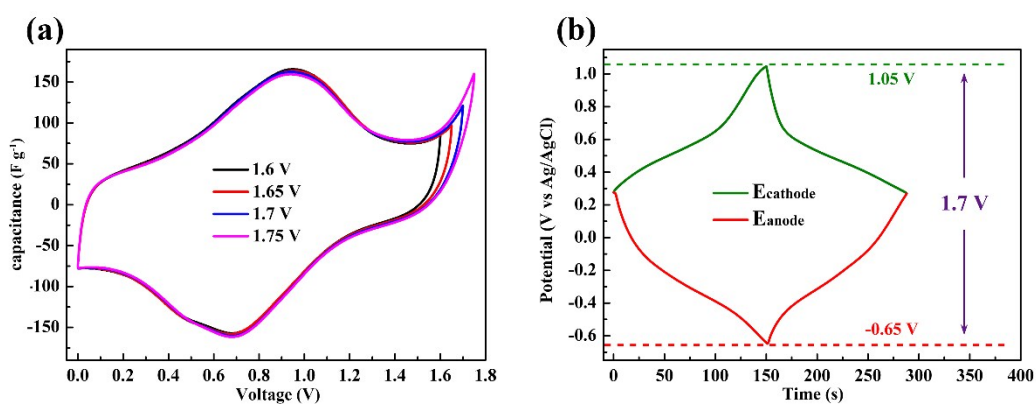 (a)
capacitance (F g⁻¹)
150
100
50
0
-50
-100
-150
1.6 V
1.65 V
1.7 V
1.75 V
0.0 0.2 0.4 0.6 0.8 1.0 1.2 1.4 1.6 1.8
Voltage (V)
(b)
Potential (V vs Ag/AgCl)
1.0
0.8
0.6
0.4
0.2
0.0
-0.2
-0.4
-0.6
1.05 V
Ecathode
Eanode
1.7 V
-0.65 V
0 50 100 150 200 250 300 350 400
Time (s)